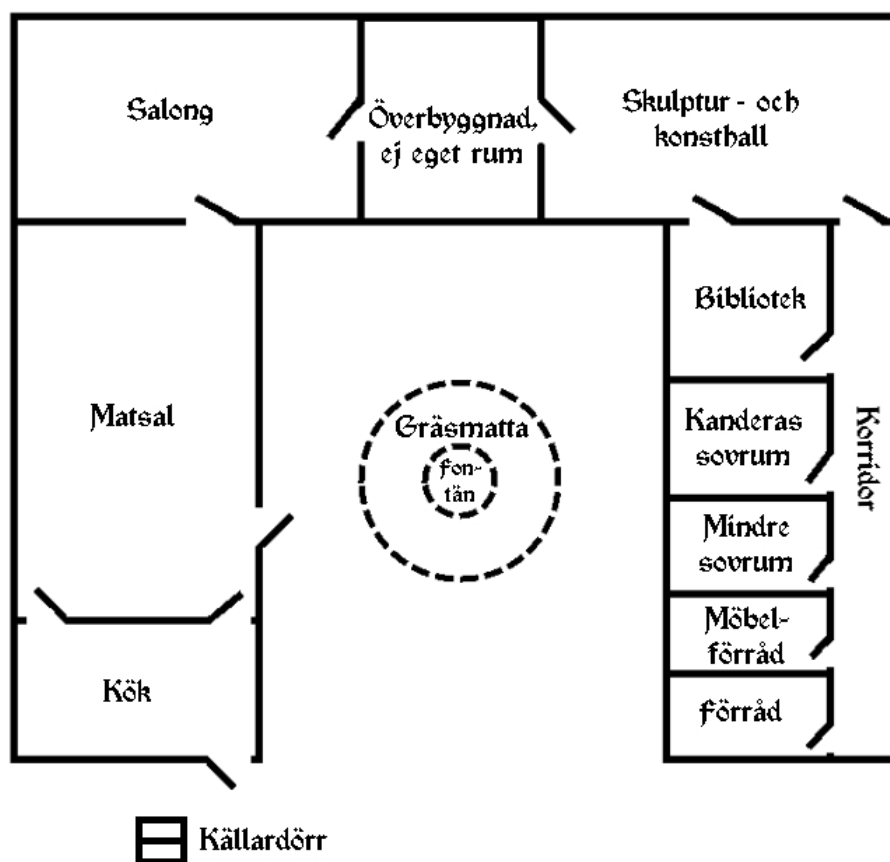 Salong
Överbyggnad,
ej eget rum
Skulptur - och
konsthall
Bibliotek
Matsal
Gräsmatta
Fon-
tän
Kanderas
sovrum
Korridor
Mindre
sovrum
Möbel-
förråd
Kök
Förråd
Källardörr